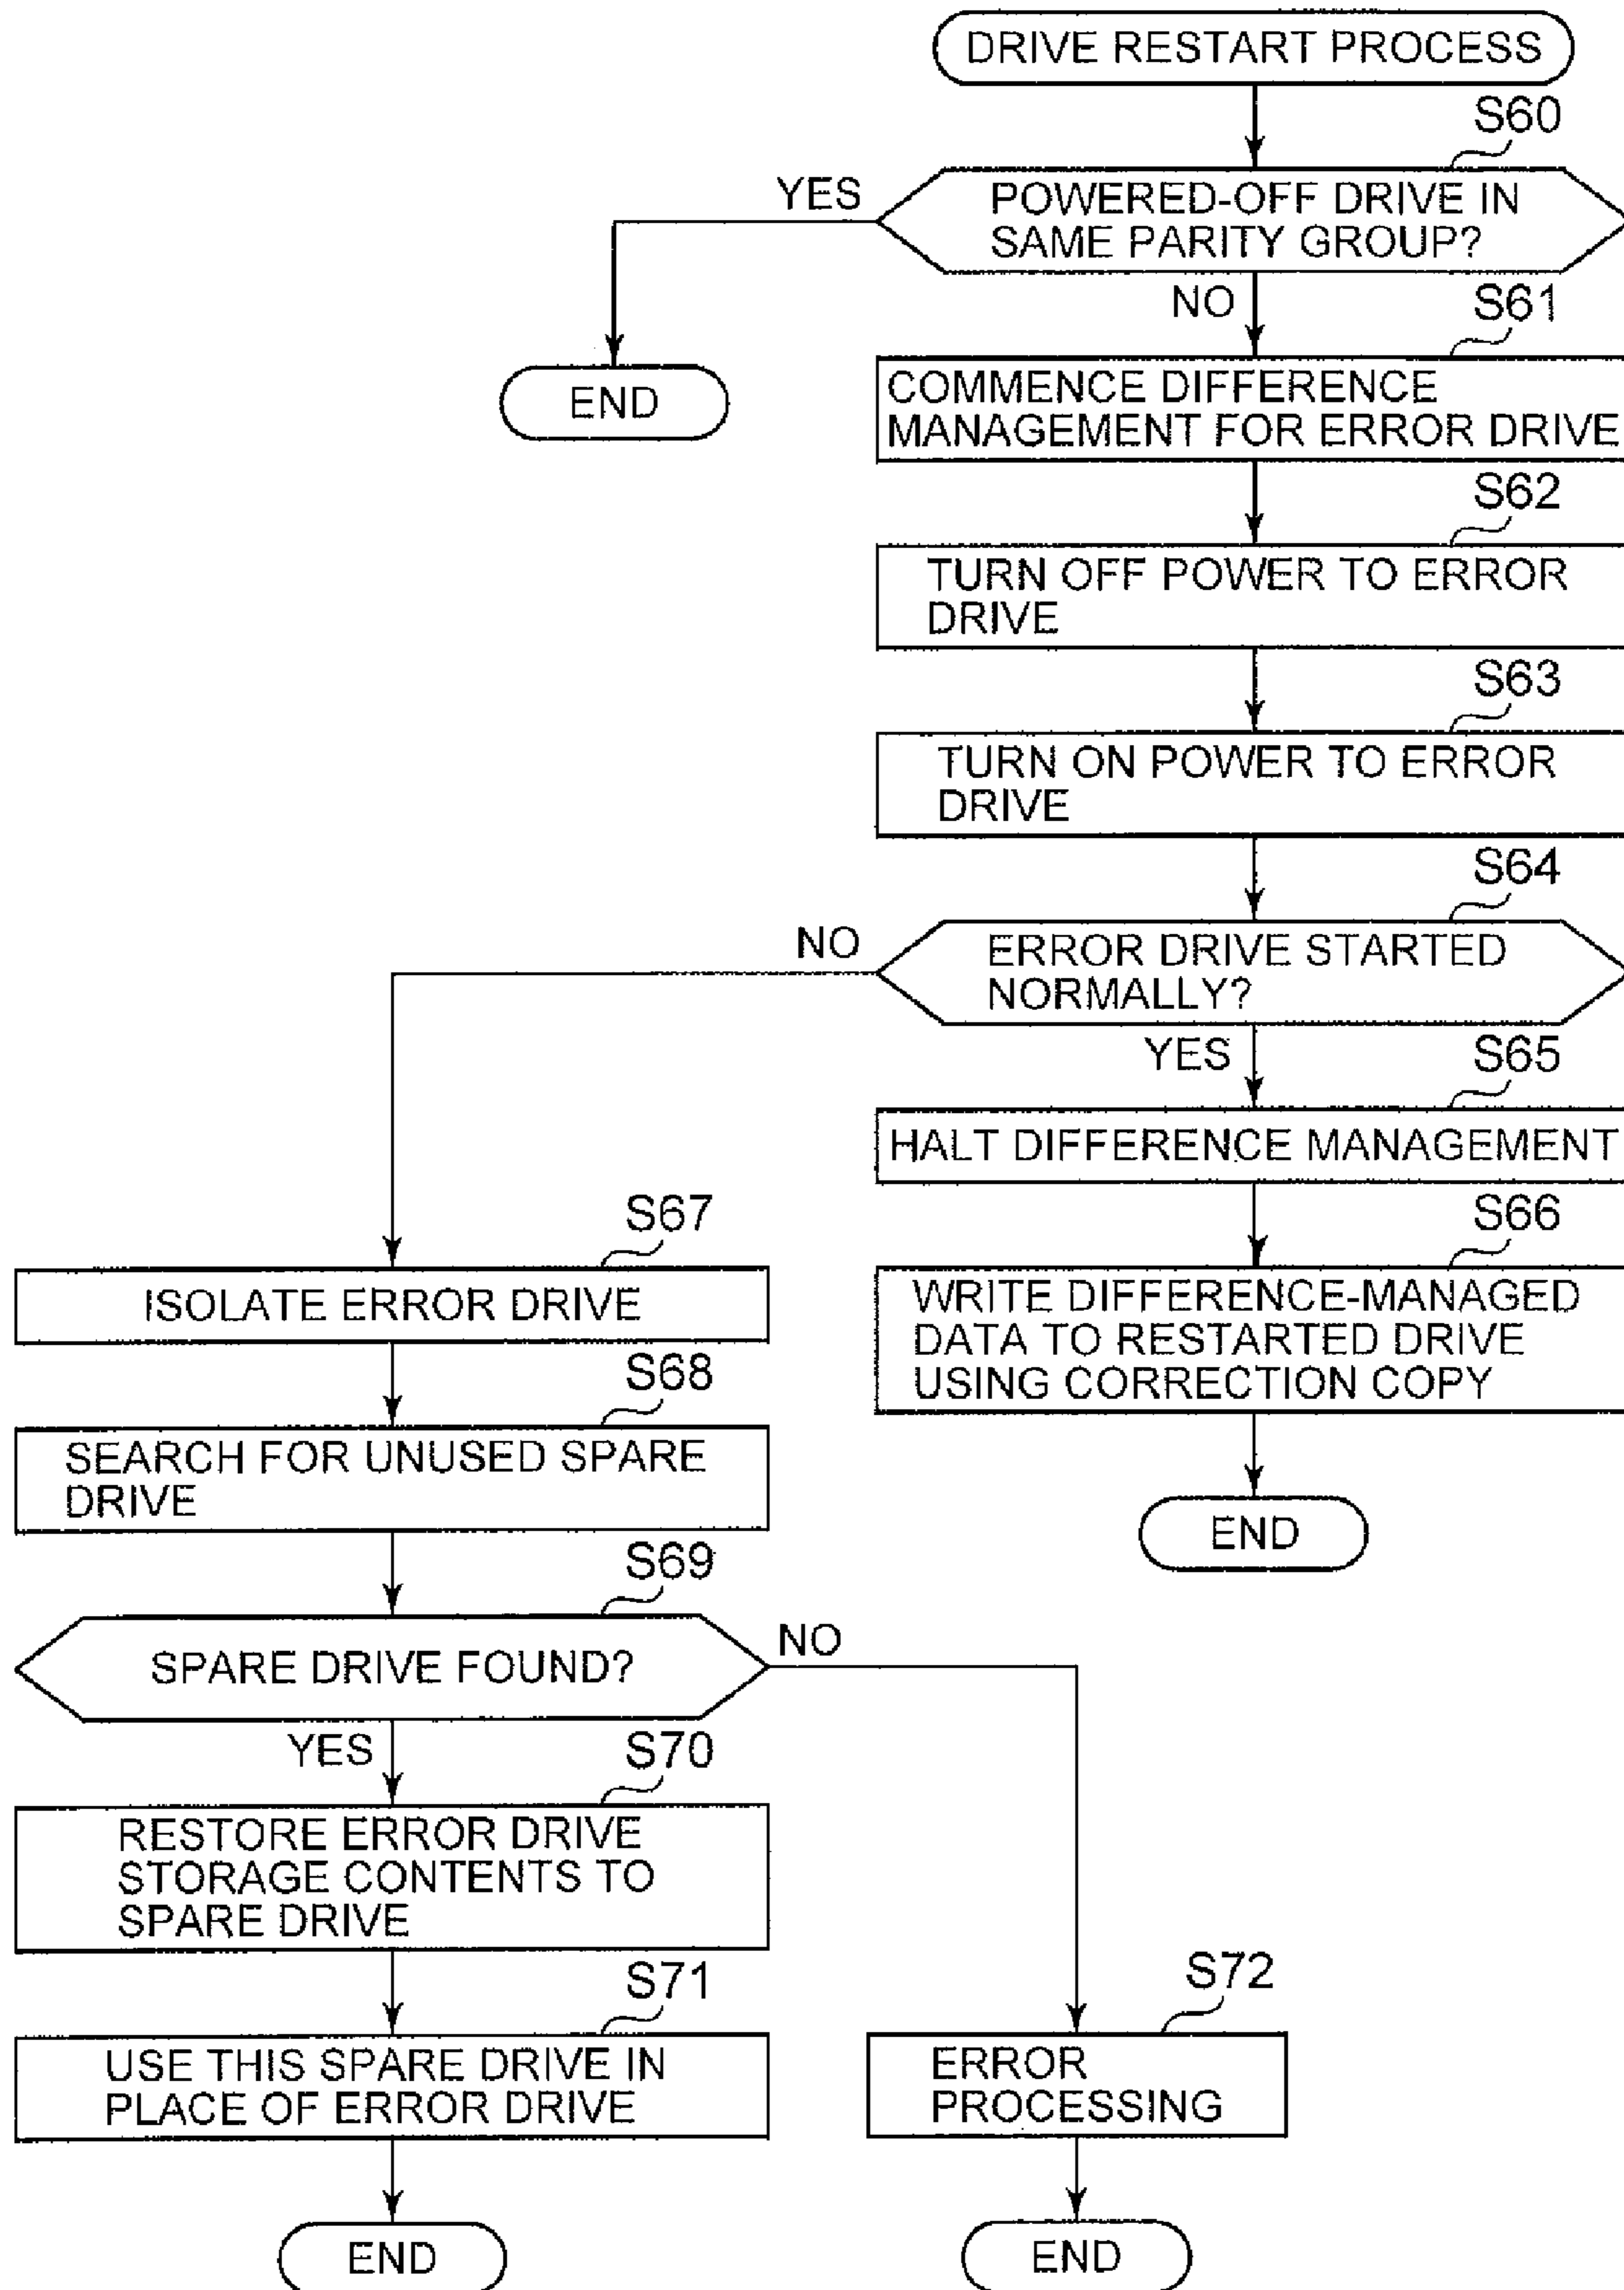 DRIVE RESTART PROCESS
S60
POWERED-OFF DRIVE IN
SAME PARITY GROUP?
YES
NO
END
S61
COMMENCE DIFFERENCE
MANAGEMENT FOR ERROR DRIVE
S62
TURN OFF POWER TO ERROR
DRIVE
S63
TURN ON POWER TO ERROR
DRIVE
S64
ERROR DRIVE STARTED
NORMALLY?
NO
YES
S65
HALT DIFFERENCE MANAGEMENT
S66
WRITE DIFFERENCE-MANAGED
DATA TO RESTARTED DRIVE
USING CORRECTION COPY
END
S67
ISOLATE ERROR DRIVE
S68
SEARCH FOR UNUSED SPARE
DRIVE
S69
SPARE DRIVE FOUND?
NO
YES
S70
RESTORE ERROR DRIVE
STORAGE CONTENTS TO
SPARE DRIVE
S71
USE THIS SPARE DRIVE IN
PLACE OF ERROR DRIVE
END
S72
ERROR
PROCESSING
END